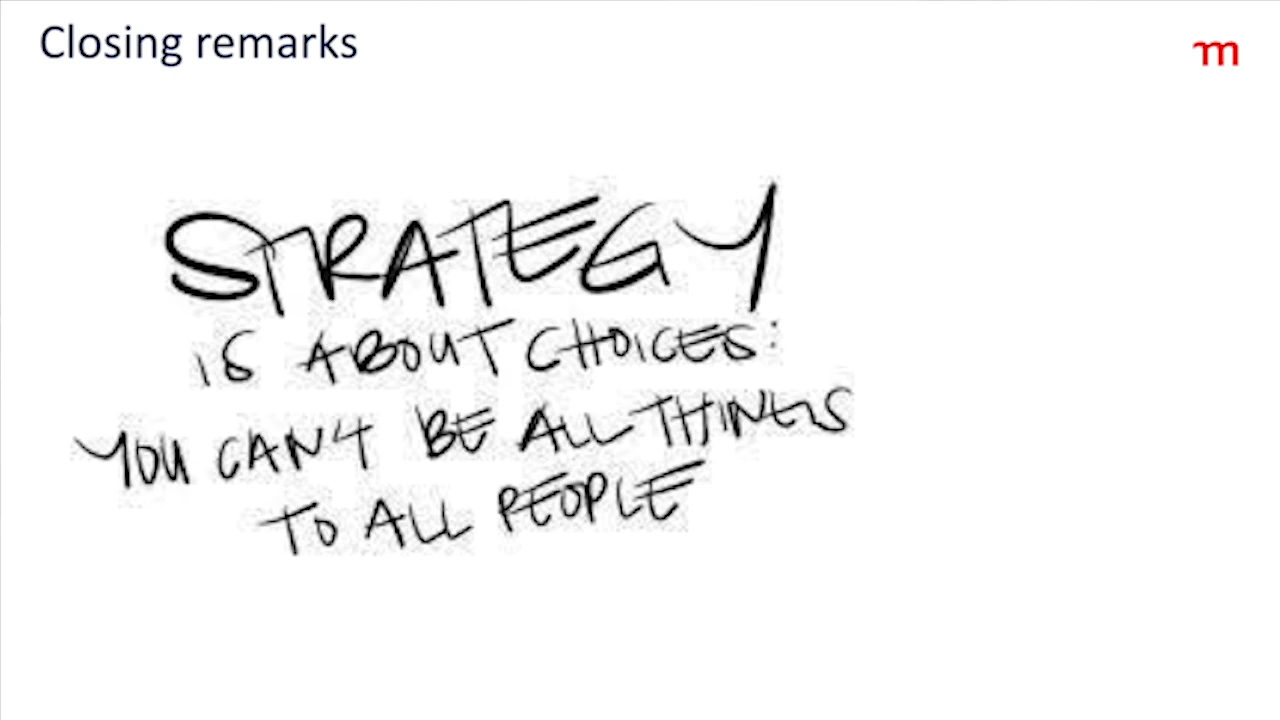 Closing remarks
m
STRATEGY
IS ABOUT CHOICES:
YOU CAN'T BE ALL THINGS
TO ALL PEOPLE